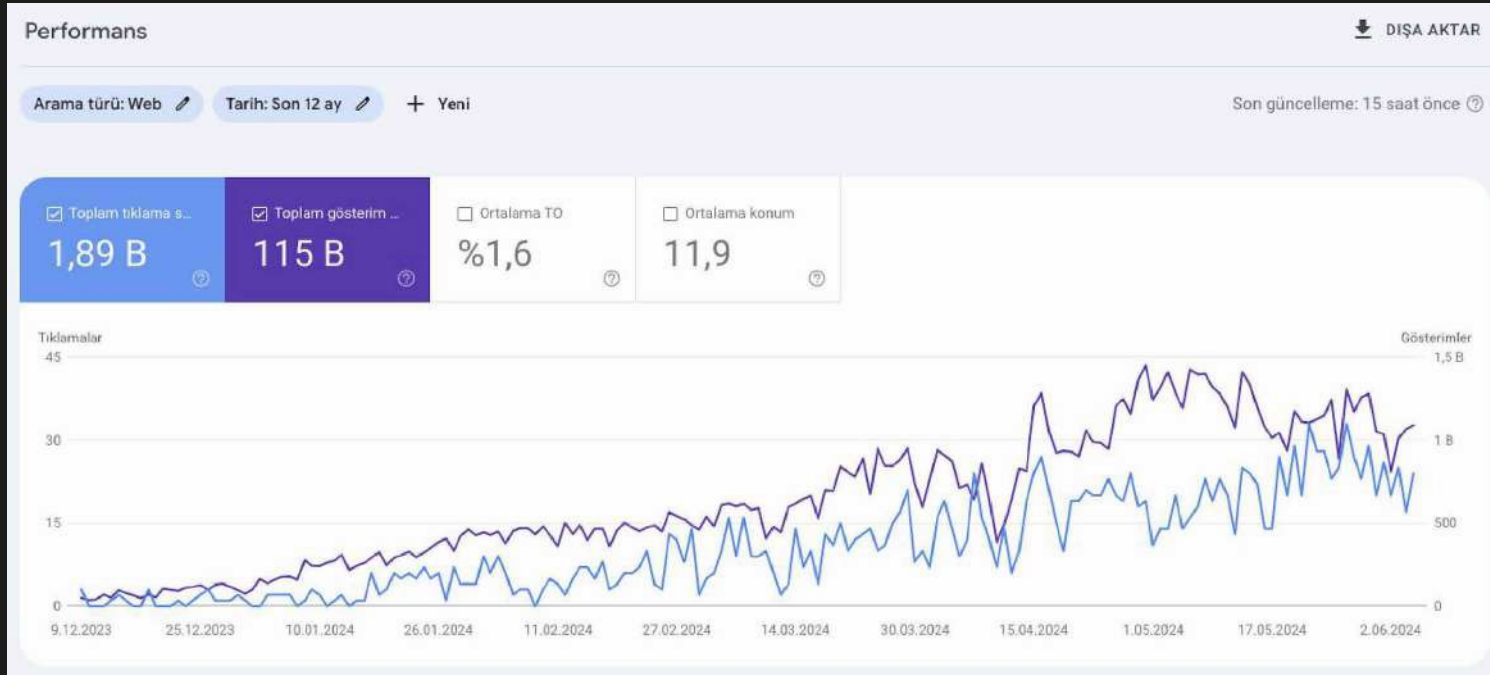 Performans
DIŞA AKTAR
Arama türü: Web
Tarih: Son 12 ay
+ Yeni
Son güncelleme: 15 saat önce
Toplam tıklama s...
1,89 B
Toplam gösterim ...
115 B
Ortalama TO
%1,6
Ortalama konum
11,9
Tıklamalar
Gösterimler
45
1,5 B
30
1 B
15
500
0
0
9.12.2023
25.12.2023
10.01.2024
26.01.2024
11.02.2024
27.02.2024
14.03.2024
30.03.2024
15.04.2024
1.05.2024
17.05.2024
2.06.2024